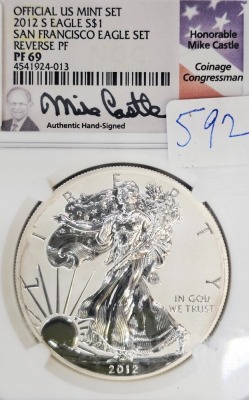 OFFICIAL US MINT SET
2012 S EAGLE S$1
SAN FRANCISCO EAGLE SET
REVERSE PF
PF 69
4541924-013
Mike Castle
Authentic Hand-Signed
Honorable
Mike Castle
Coinage
Congressman
592
LIBERTY
IN GOD
WE TRUST
2012